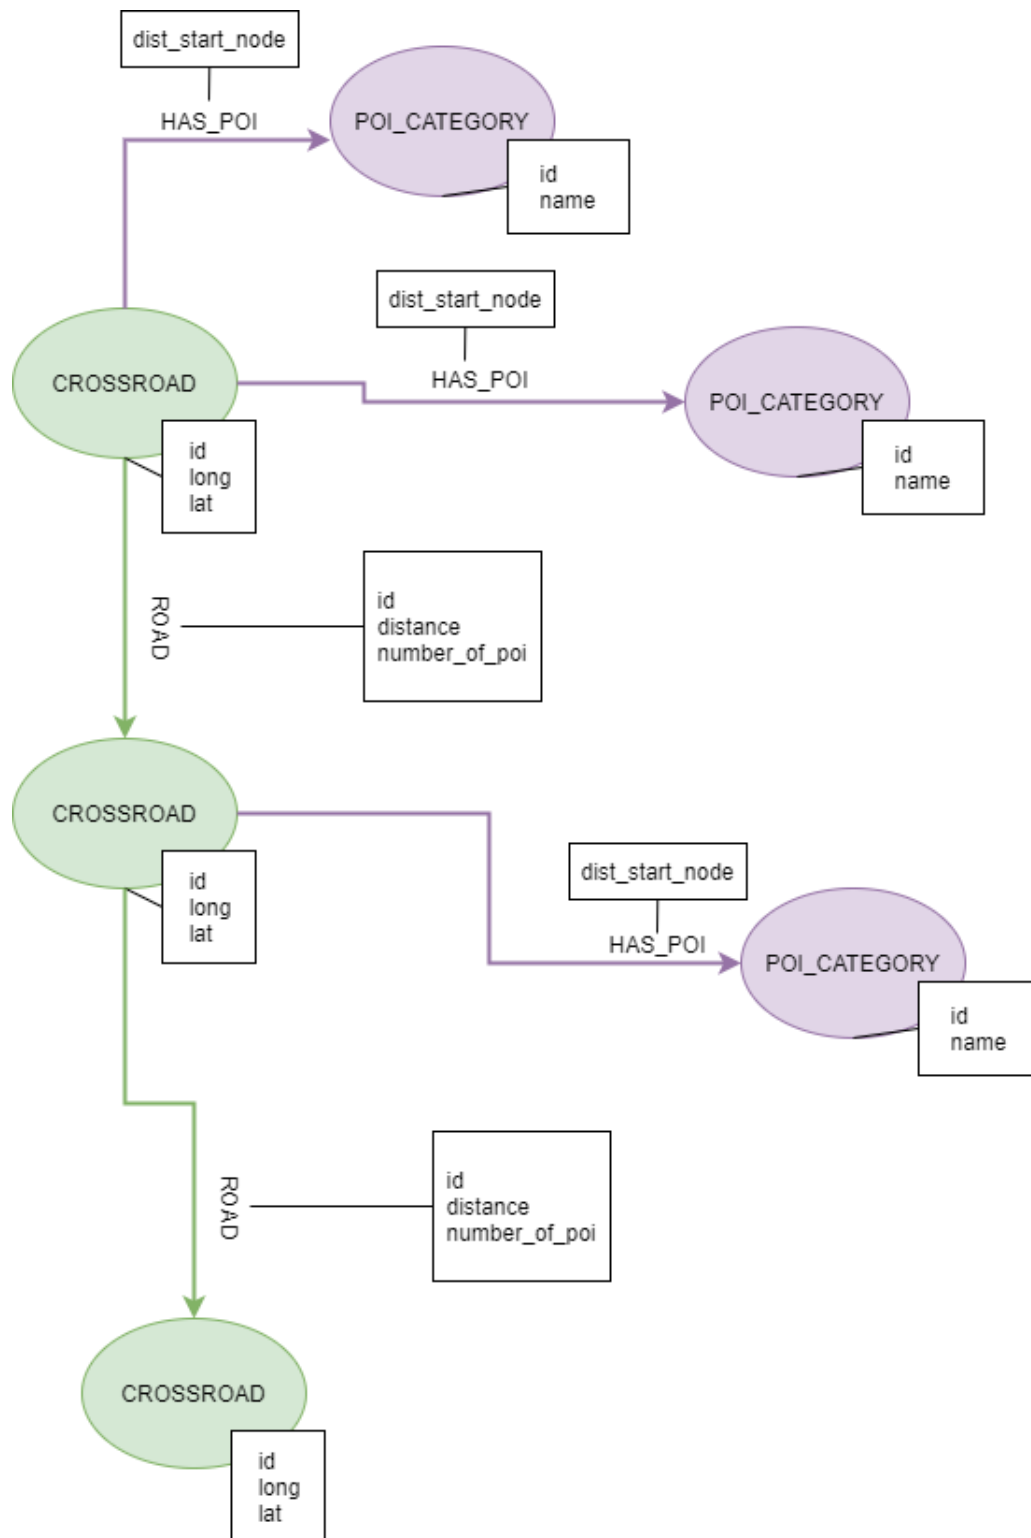 dist_start_node
HAS_POI
POI_CATEGORY
id
name
dist_start_node
HAS_POI
CROSSROAD
POI_CATEGORY
id
long
lat
id
name
ROAD
id
distance
number_of_poi
CROSSROAD
id
long
lat
dist_start_node
HAS_POI
POI_CATEGORY
id
name
ROAD
id
distance
number_of_poi
CROSSROAD
id
long
lat